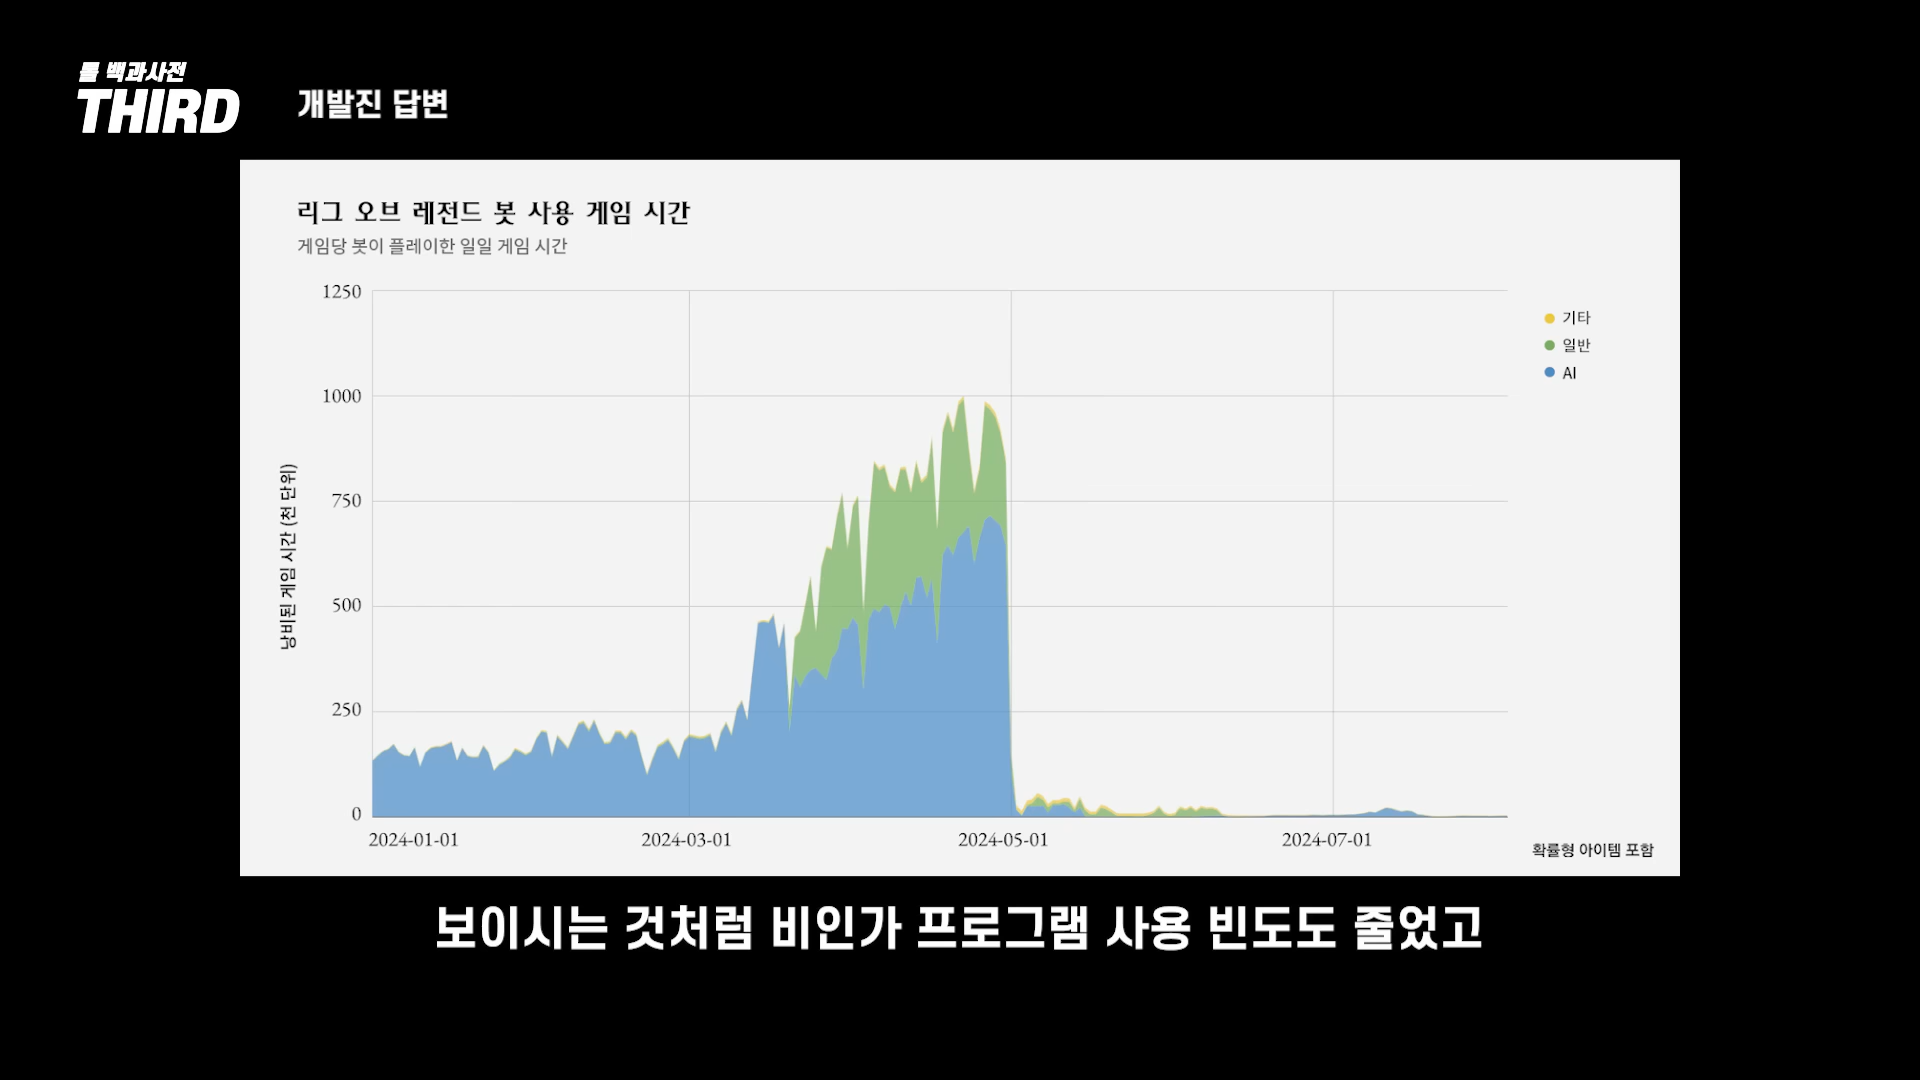 롤 백과사전
THIRD
개발진 답변
리그 오브 레전드 봇 사용 게임 시간
게임당 봇이 플레이한 일일 게임 시간
낭비된 게임 시간 (천 단위)
1250
1000
750
500
250
0
2024-01-01
2024-03-01
2024-05-01
2024-07-01
기타
일반
AI
확률형 아이템 포함
보이시는 것처럼 비인가 프로그램 사용 빈도도 줄었고